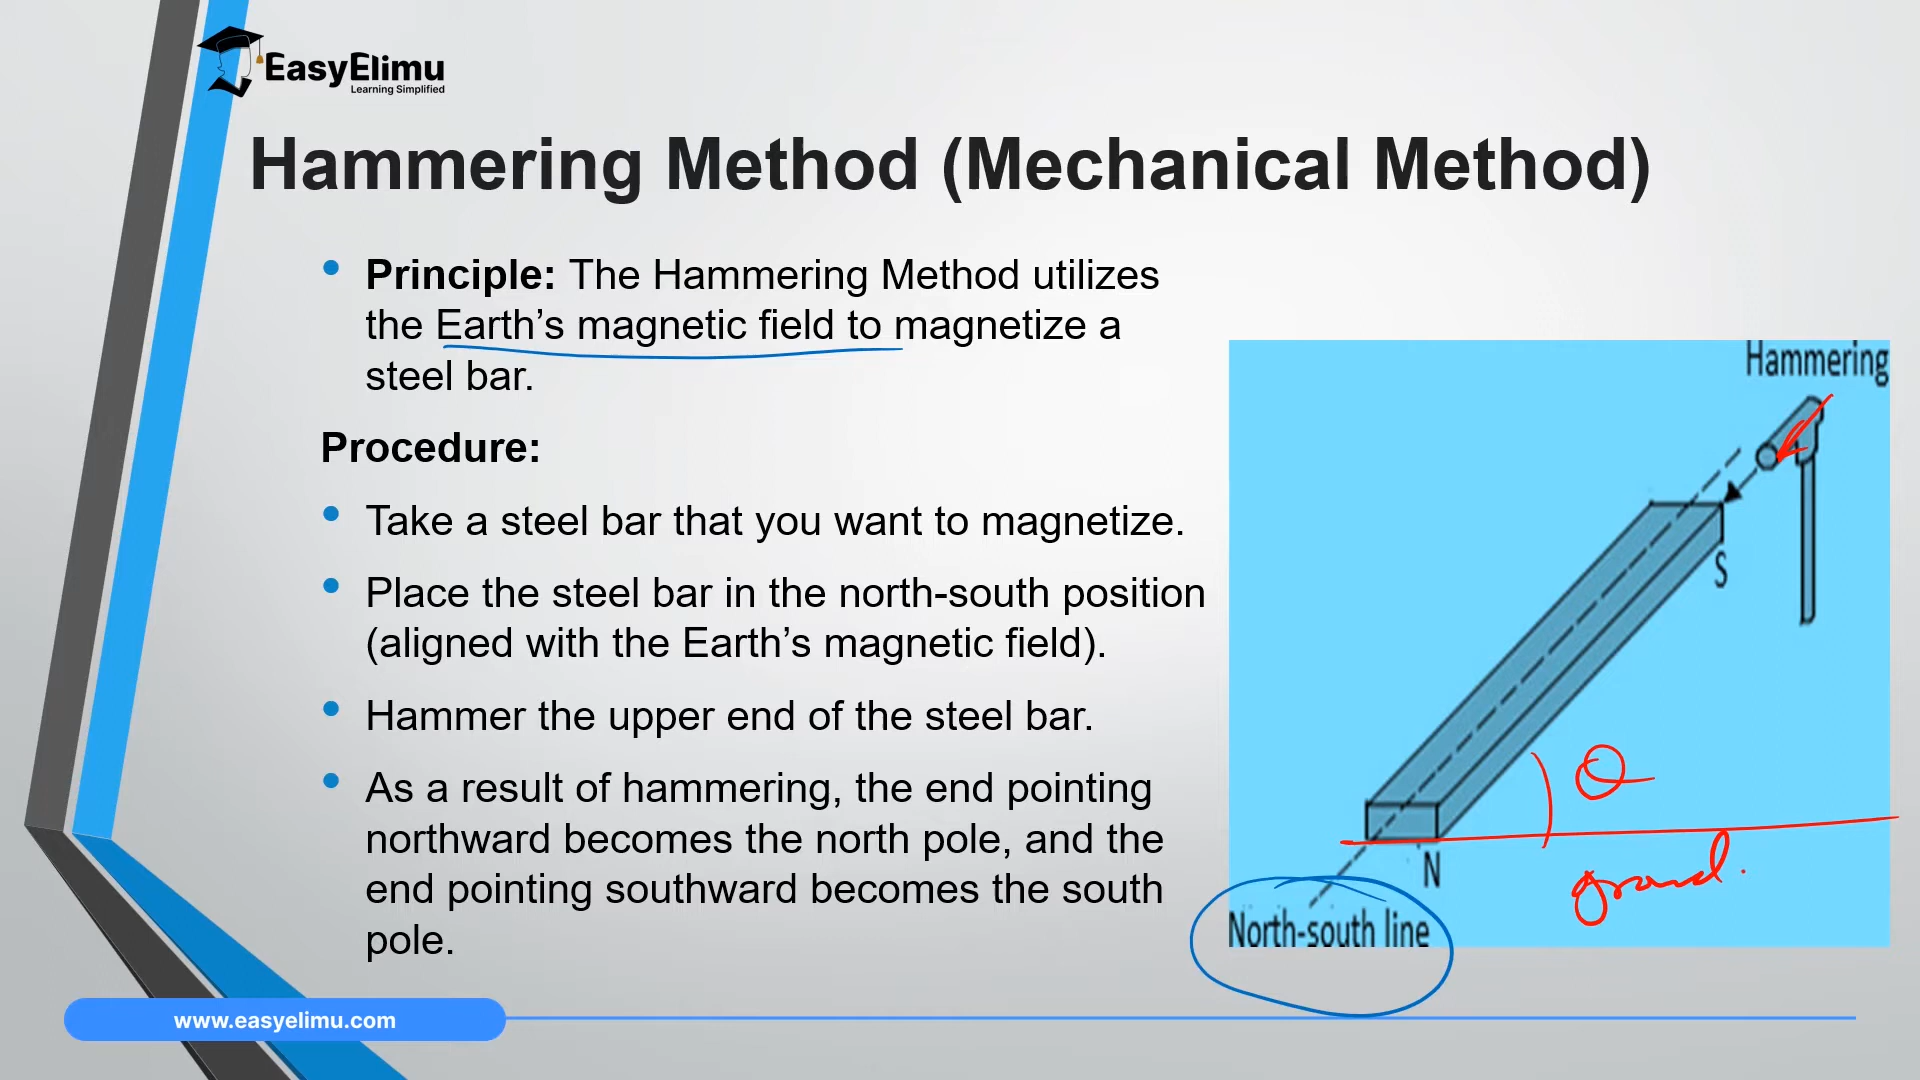 EasyElimu
Learning Simplified
Hammering Method (Mechanical Method)
• Principle: The Hammering Method utilizes
the Earth’s magnetic field to magnetize a
steel bar.
Procedure:
• Take a steel bar that you want to magnetize.
• Place the steel bar in the north-south position
(aligned with the Earth’s magnetic field).
• Hammer the upper end of the steel bar.
• As a result of hammering, the end pointing
northward becomes the north pole, and the
end pointing southward becomes the south
pole.
Hammering
S
θ
N
ground.
North-south line
www.easyelimu.com